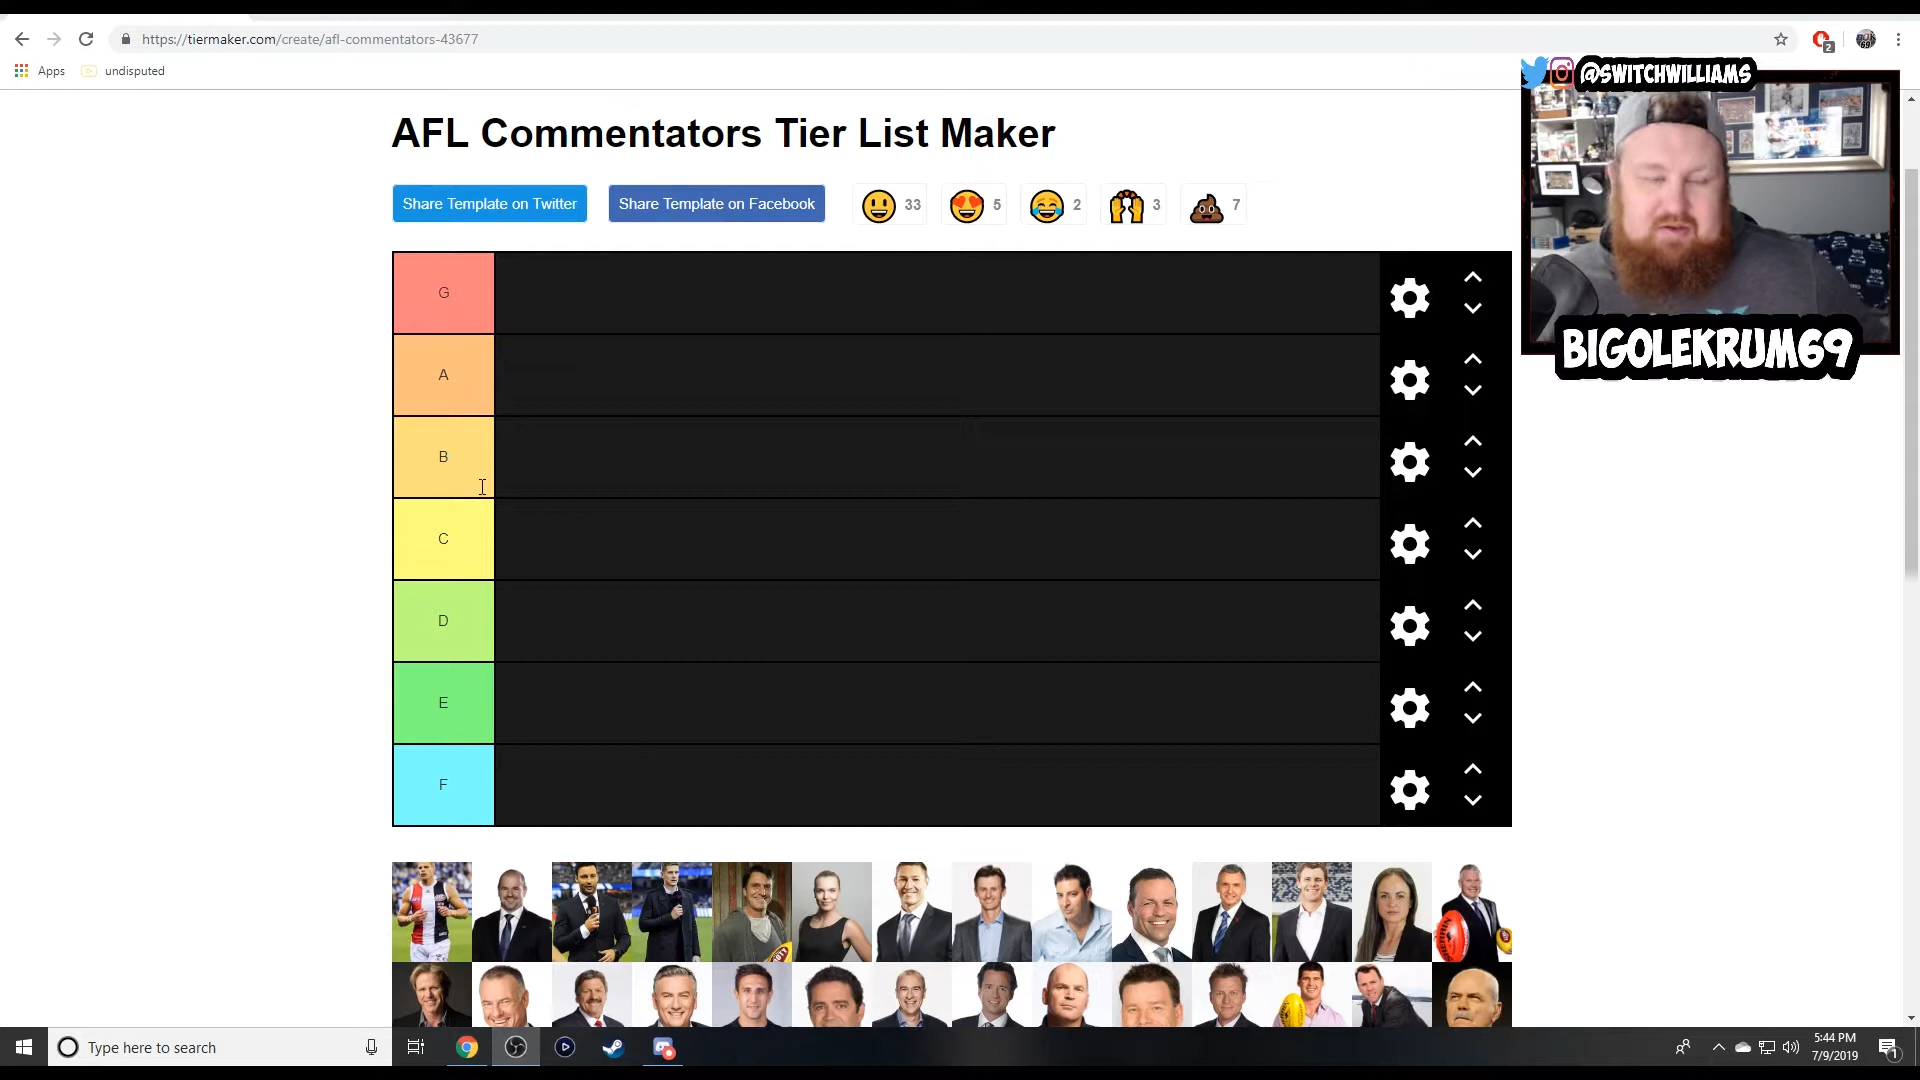 https://tiermaker.com/create/afl-commentators-43677
2
Apps
undisputed
@SWITCHWILLIAMS
AFL Commentators Tier List Maker
Share Template on Twitter
Share Template on Facebook
33
5
2
3
7
BIGOLEKRUM69
G
A
B
C
D
E
F
Type here to search
5:44 PM
7/9/2019
1